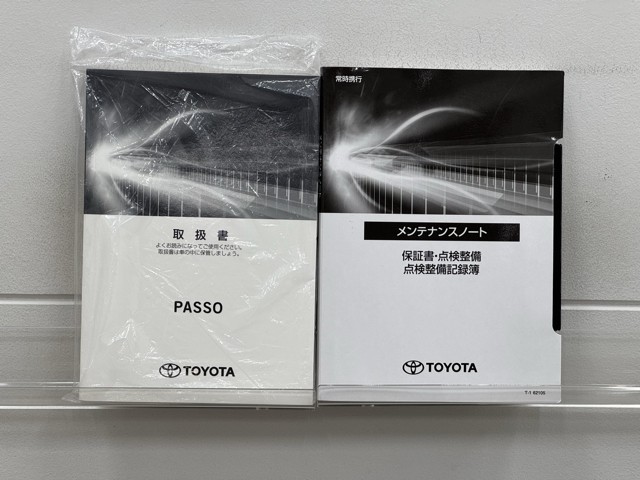 取扱書
よくお読みになってご使用ください。
取扱書は車の中に保管しましょう。
PASSO
TOYOTA
常時携行
メンテナンスノート
保証書・点検整備
点検整備記録簿
TOYOTA
T-1 62105